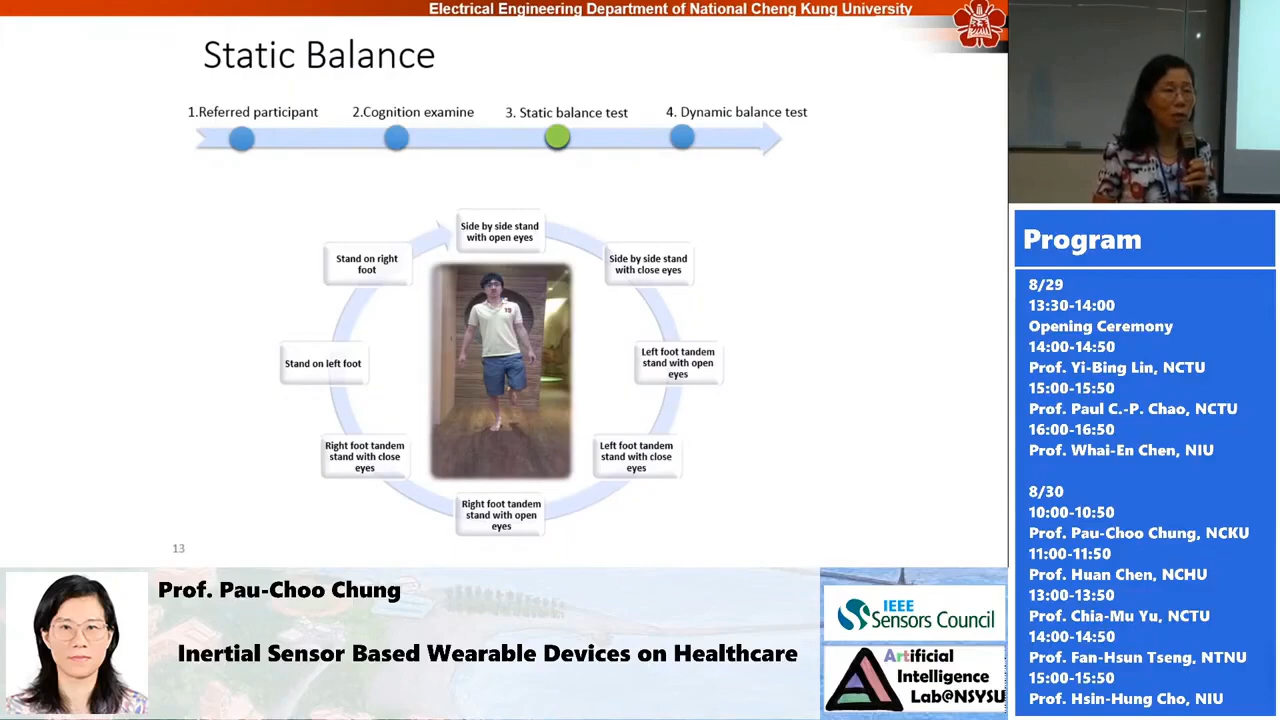 Electrical Engineering Department of National Cheng Kung University
Static Balance
1.Referred participant
2.Cognition examine
3. Static balance test
4. Dynamic balance test
Side by side stand
with open eyes
Side by side stand
with close eyes
Left foot tandem
stand with open
eyes
Left foot tandem
stand with close
eyes
Right foot tandem
stand with open
eyes
Right foot tandem
stand with close
eyes
Stand on left foot
Stand on right
foot
13
Prof. Pau-Choo Chung
Inertial Sensor Based Wearable Devices on Healthcare
IEEE
Sensors Council
Artificial
Intelligence
Lab@NSYSU
Program
8/29
13:30-14:00
Opening Ceremony
14:00-14:50
Prof. Yi-Bing Lin, NCTU
15:00-15:50
Prof. Paul C.-P. Chao, NCTU
16:00-16:50
Prof. Whai-En Chen, NIU
8/30
10:00-10:50
Prof. Pau-Choo Chung, NCKU
11:00-11:50
Prof. Huan Chen, NCHU
13:00-13:50
Prof. Chia-Mu Yu, NCTU
14:00-14:50
Prof. Fan-Hsun Tseng, NTNU
15:00-15:50
Prof. Hsin-Hung Cho, NIU